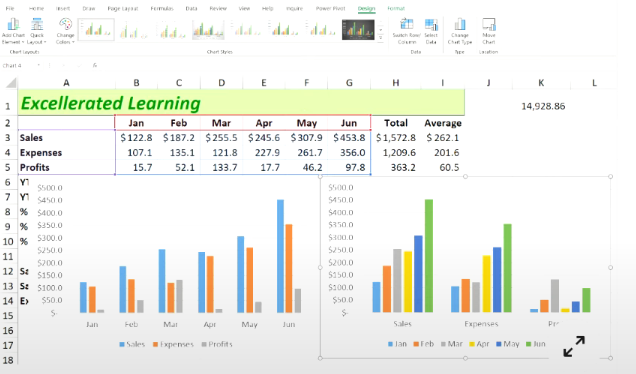 File Home Insert Draw Page Layout Formulas Data Review View Help Inquire Power Pivot Design Format
Add Chart Element Quick Layout Change Colors Switch Row/ Column Select Data Change Chart Type Move Chart
Chart Layouts Chart Styles Data Type Location
Chart 4
A B C D E F G H I J K L
1 Excellerated Learning 14,928.86
2 Jan Feb Mar Apr May Jun Total Average
3 Sales $122.8 $187.2 $255.5 $245.6 $307.9 $453.8 $1,572.8 $262.1
4 Expenses 107.1 135.1 121.8 227.9 261.7 356.0 1,209.6 201.6
5 Profits 15.7 52.1 133.7 17.7 46.2 97.8 363.2 60.5
6 YT
7 YT
8 %
9 %
10 %
11
12 Sa
13 Sa
14 Ex
15
16
17
18
$500.0
$450.0
$400.0
$350.0
$300.0
$250.0
$200.0
$150.0
$100.0
$50.0
$-
Jan Feb Mar Apr May Jun
Sales Expenses Profits
$500.0
$450.0
$400.0
$350.0
$300.0
$250.0
$200.0
$150.0
$100.0
$50.0
$-
Sales Expenses Pr
Jan Feb Mar Apr May Jun